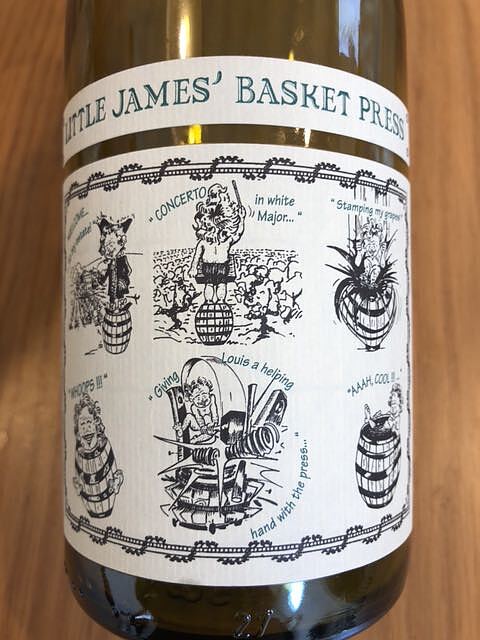 LITTLE JAMES' BASKET PRESS
"CONCERTO in white
Major..."
"Stamping my grapes"
"WHOOPS !!!"
"Giving Louis a helping
hand with the press..."
"AAAH, COOL !!!
27